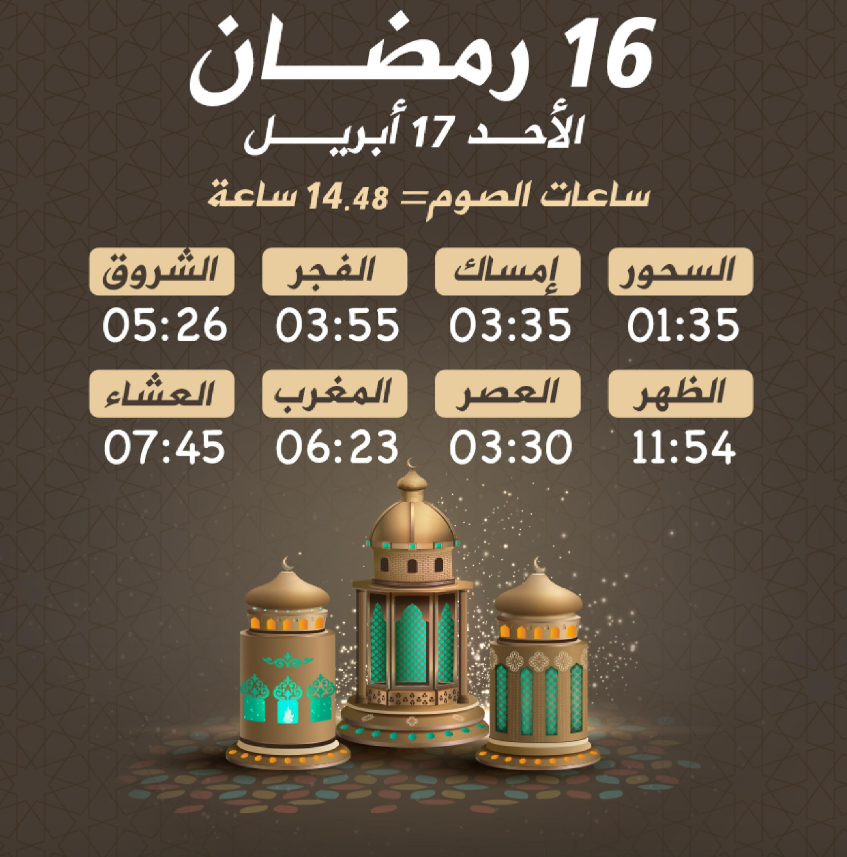 16 رمضان
الأحد 17 أبريل
ساعات الصوم= 14.48 ساعة
السحور إمساك الفجر الشروق
01:35 03:35 03:55 05:26
الظهر العصر المغرب العشاء
11:54 03:30 06:23 07:45